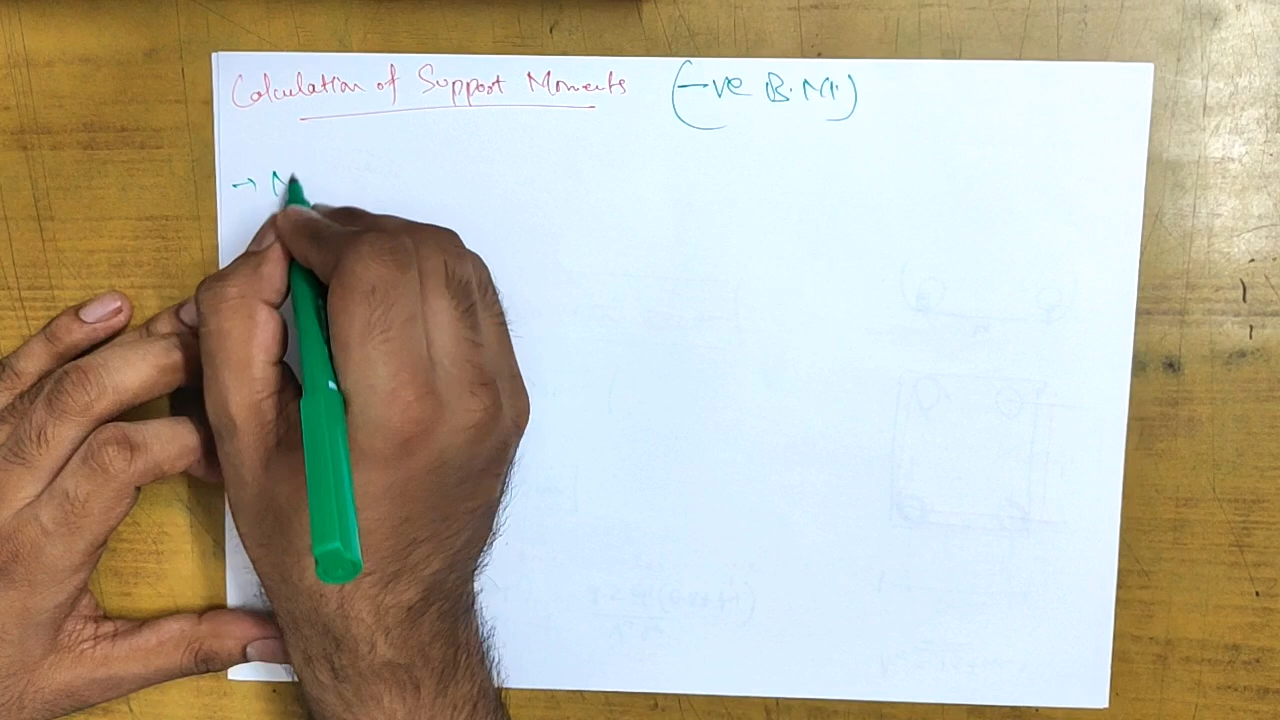 Calculation of Support Moments (-ve B.M.)
→ M